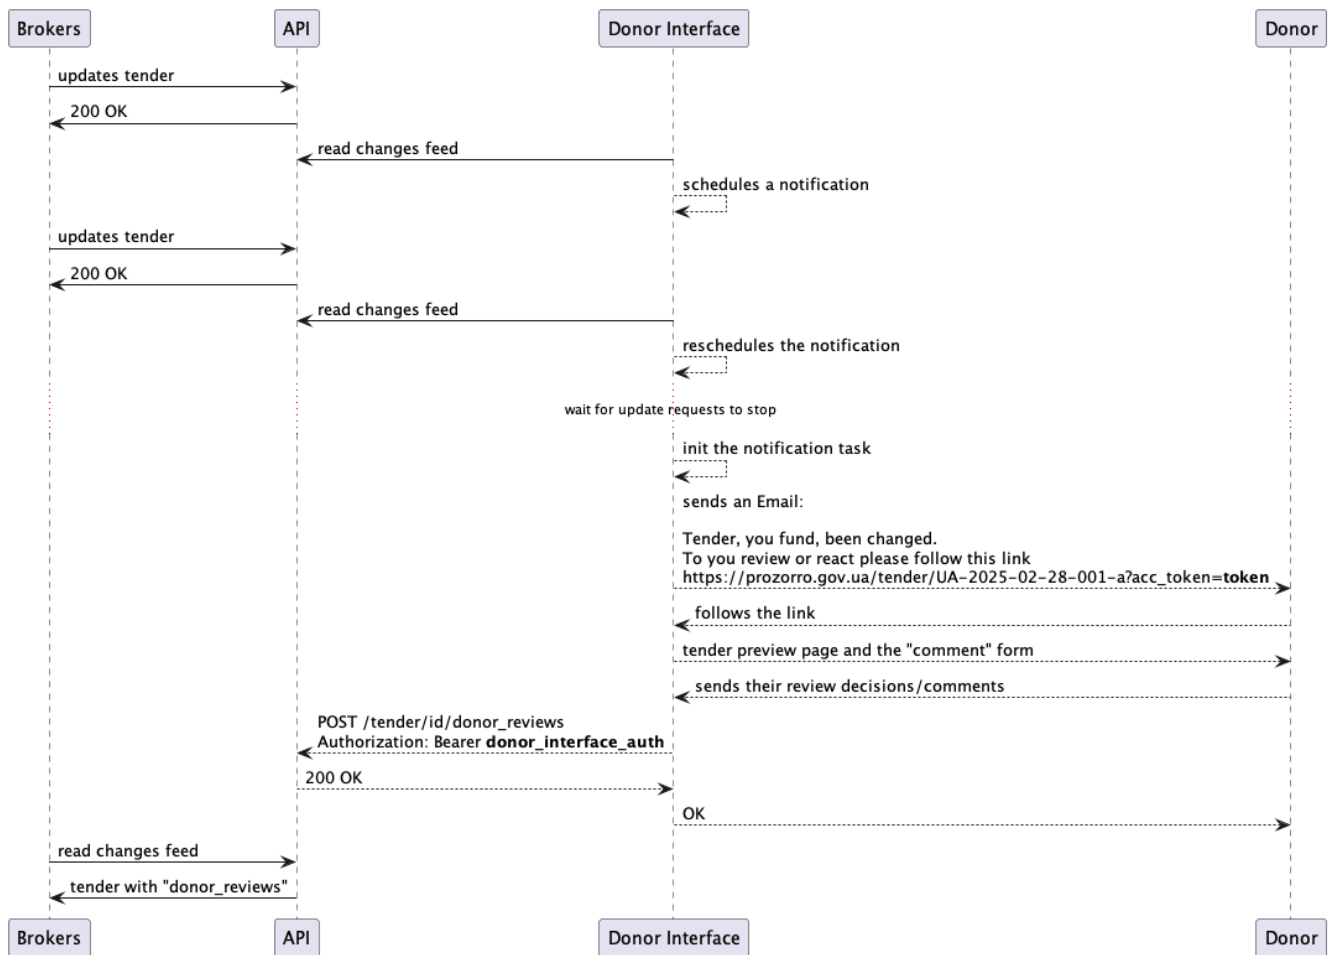 Brokers API Donor Interface Donor
updates tender
200 OK
read changes feed
schedules a notification
updates tender
200 OK
read changes feed
reschedules the notification
wait for update requests to stop
init the notification task
sends an Email:
Tender, you fund, been changed.
To you review or react please follow this link
https://prozorro.gov.ua/tender/UA-2025-02-28-001-a?acc_token=token
follows the link
tender preview page and the "comment" form
sends their review decisions/comments
POST /tender/id/donor_reviews
Authorization: Bearer donor_interface_auth
200 OK
OK
read changes feed
tender with "donor_reviews"
Brokers API Donor Interface Donor